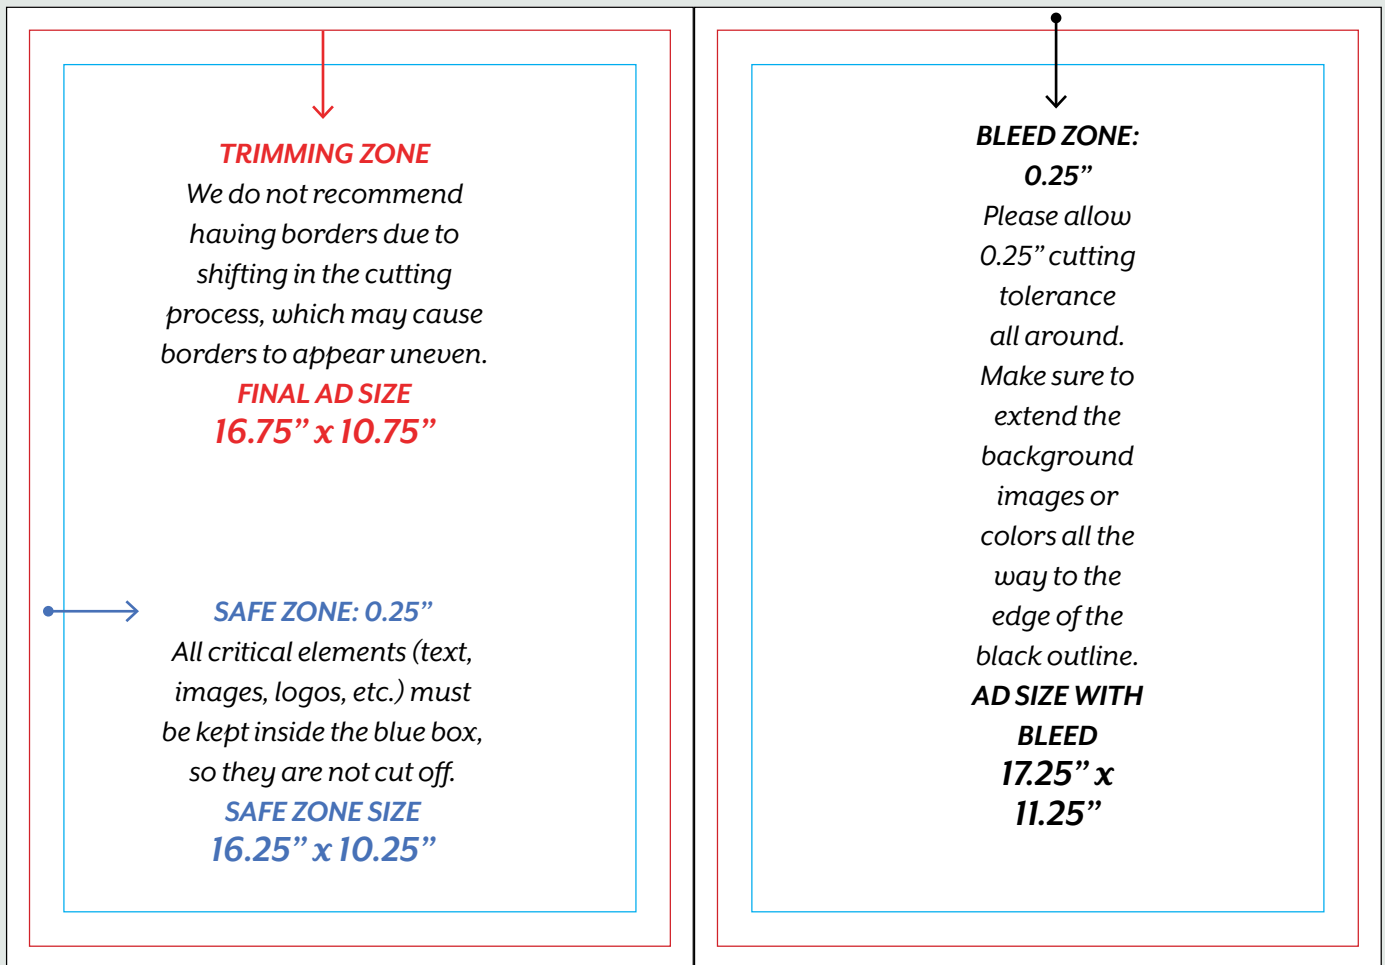 TRIMMING ZONE
We do not recommend
having borders due to
shifting in the cutting
process, which may cause
borders to appear uneven.
FINAL AD SIZE
16.75” x 10.75”
SAFE ZONE: 0.25”
All critical elements (text,
images, logos, etc.) must
be kept inside the blue box,
so they are not cut off.
SAFE ZONE SIZE
16.25” x 10.25”
BLEED ZONE:
0.25”
Please allow
0.25” cutting
tolerance
all around.
Make sure to
extend the
background
images or
colors all the
way to the
edge of the
black outline.
AD SIZE WITH
BLEED
17.25” x
11.25”